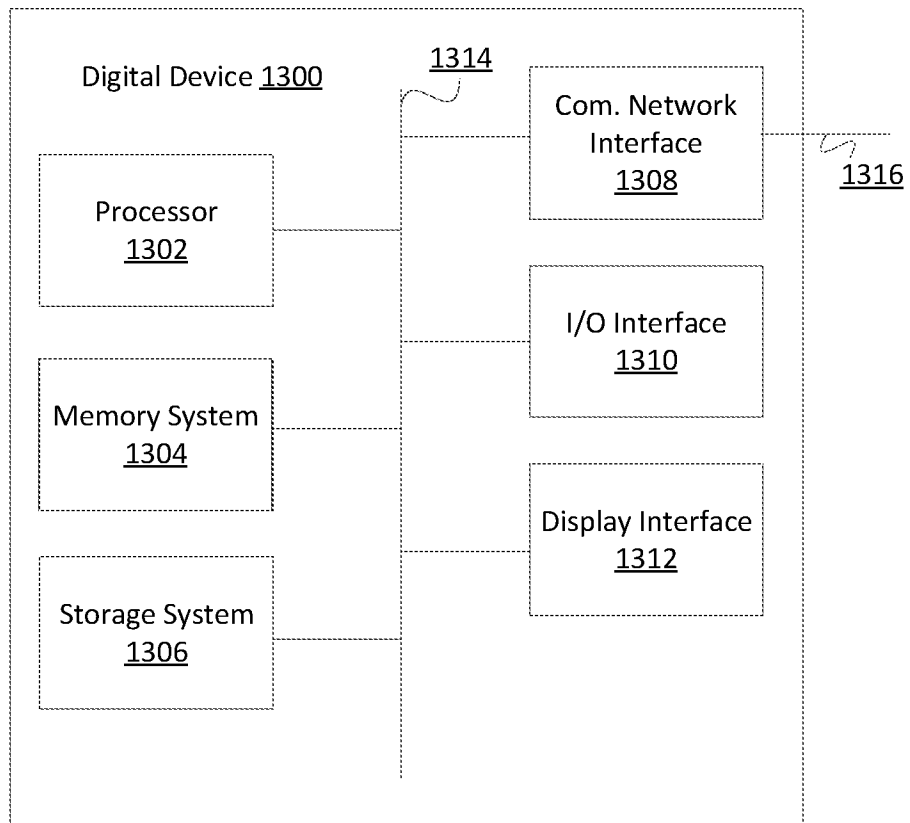 Digital Device 1300
1314
Com. Network
Interface
1308
1316
Processor
1302
I/O Interface
1310
Memory System
1304
Display Interface
1312
Storage System
1306